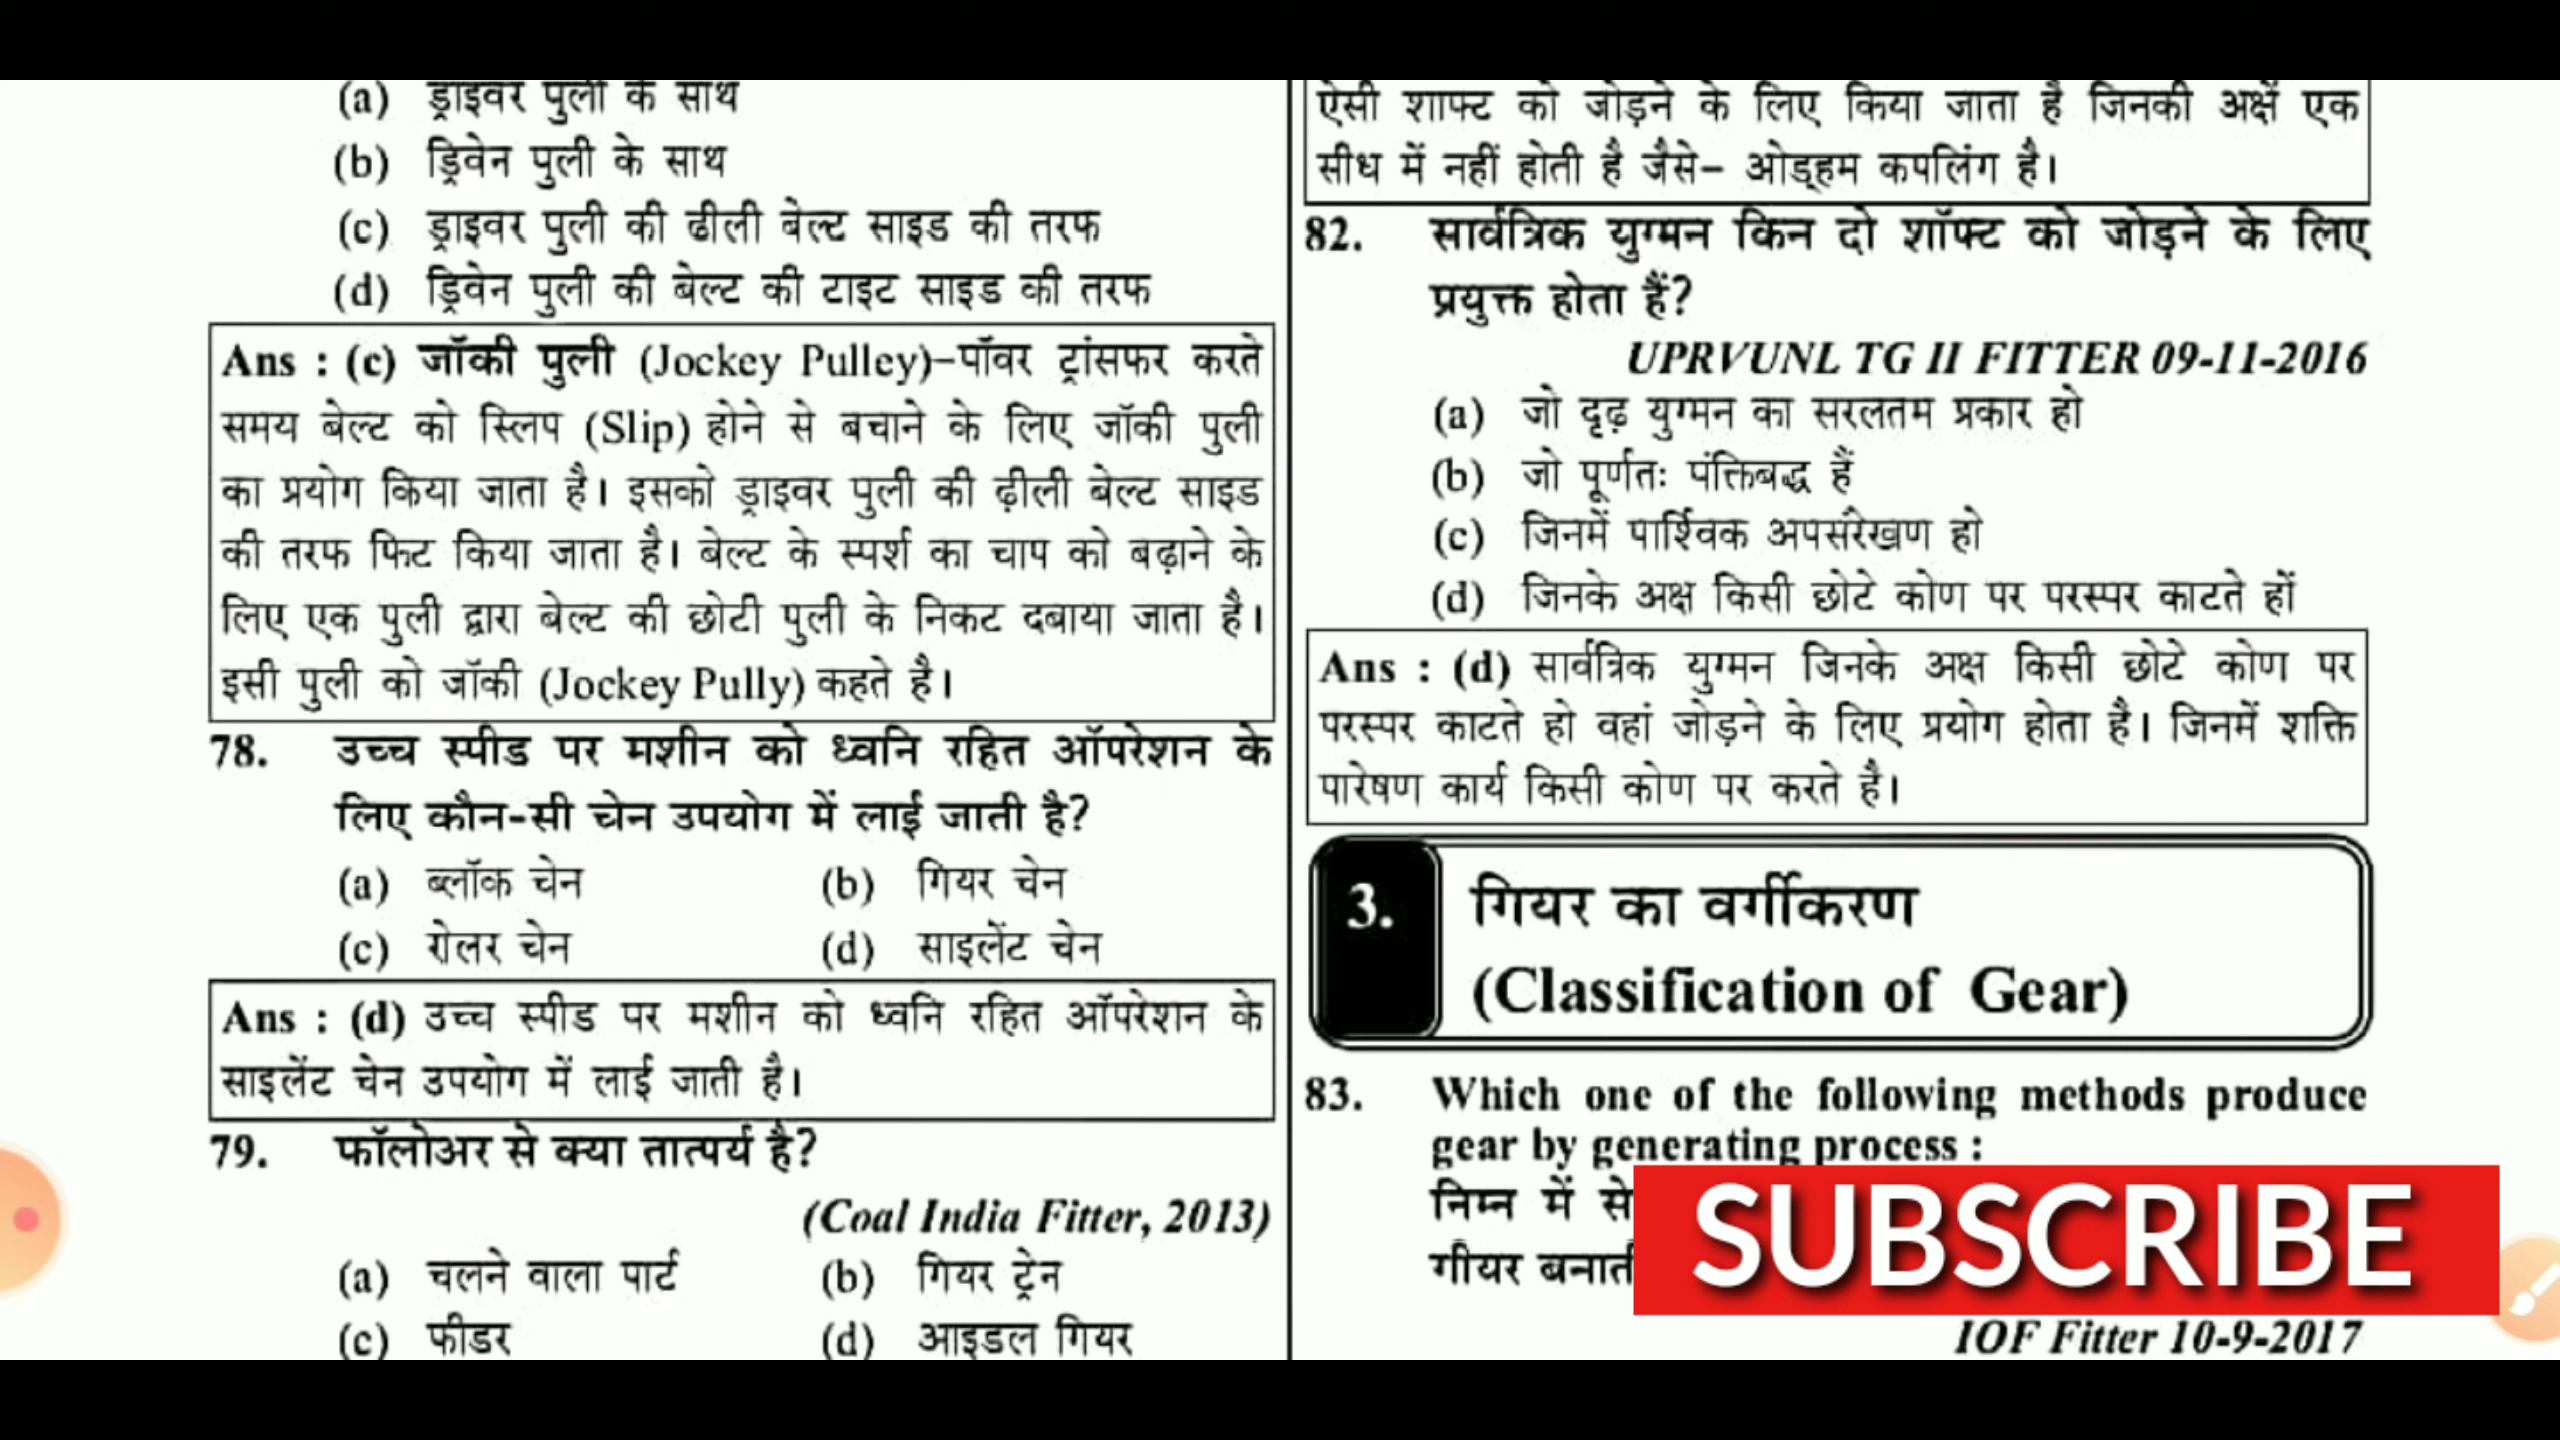 (a) ड्राइवर पुली के साथ
(b) ड्रिवेन पुली के साथ
(c) ड्राइवर पुली की ढीली बेल्ट साइड की तरफ
(d) ड्रिवेन पुली की बेल्ट की टाइट साइड की तरफ
Ans : (c) जॉकी पुली (Jockey Pulley)–पॉवर ट्रांसफर करते
समय बेल्ट को स्लिप (Slip) होने से बचाने के लिए जॉकी पुली
का प्रयोग किया जाता है। इसको ड्राइवर पुली की ढ़ीली बेल्ट साइड
की तरफ फिट किया जाता है। बेल्ट के स्पर्श का चाप को बढ़ाने के
लिए एक पुली द्वारा बेल्ट की छोटी पुली के निकट दबाया जाता है।
इसी पुली को जॉकी (Jockey Pully) कहते है।
78. उच्च स्पीड पर मशीन को ध्वनि रहित ऑपरेशन के
लिए कौन-सी चेन उपयोग में लाई जाती है?
(a) ब्लॉक चेन (b) गियर चेन
(c) रोलर चेन (d) साइलेंट चेन
Ans : (d) उच्च स्पीड पर मशीन को ध्वनि रहित ऑपरेशन के
साइलेंट चेन उपयोग में लाई जाती है।
79. फॉलोअर से क्या तात्पर्य है?
(Coal India Fitter, 2013)
(a) चलने वाला पार्ट (b) गियर ट्रेन
(c) फीडर (d) आइडल गियर
ऐसी शाफ्ट को जोड़ने के लिए किया जाता है जिनकी अक्षें एक
सीध में नहीं होती है जैसे– ओड्हम कपलिंग है।
82. सार्वत्रिक युग्मन किन दो शॉफ्ट को जोड़ने के लिए
प्रयुक्त होता हैं?
UPRVUNL TG II FITTER 09-11-2016
(a) जो दृढ़ युग्मन का सरलतम प्रकार हो
(b) जो पूर्णतः पंक्तिबद्ध हैं
(c) जिनमें पार्श्विक अपसंरेखण हो
(d) जिनके अक्ष किसी छोटे कोण पर परस्पर काटते हों
Ans : (d) सार्वत्रिक युग्मन जिनके अक्ष किसी छोटे कोण पर
परस्पर काटते हो वहां जोड़ने के लिए प्रयोग होता है। जिनमें शक्ति
पारेषण कार्य किसी कोण पर करते है।
3. गियर का वर्गीकरण
(Classification of Gear)
83. Which one of the following methods produce
gear by generating process :
निम्न में से
गीयर बनाती
SUBSCRIBE
IOF Fitter 10-9-2017